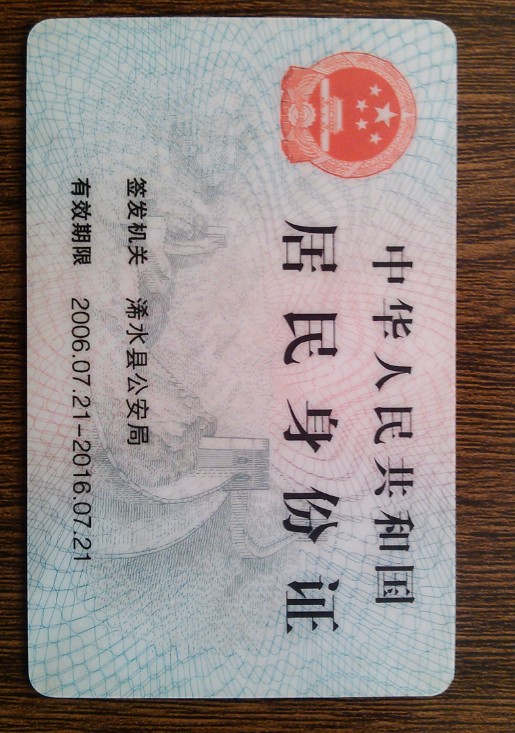 中华人民共和国
居民身份证
签发机关 浠水县公安局
有效期限 2006.07.21-2016.07.21